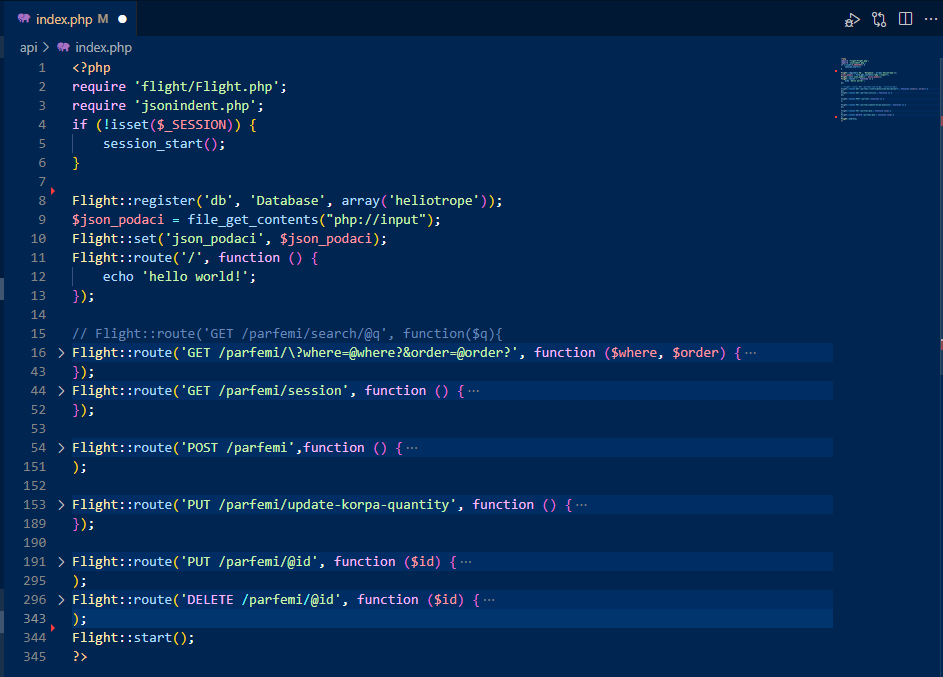 index.php M
api > index.php
1 <?php
2 require 'flight/Flight.php';
3 require 'jsonindent.php';
4 if (!isset($_SESSION)) {
5 session_start();
6 }
7
8 Flight::register('db', 'Database', array('heliotrope'));
9 $json_podaci = file_get_contents("php://input");
10 Flight::set('json_podaci', $json_podaci);
11 Flight::route('/', function () {
12 echo 'hello world!';
13 });
14
15 // Flight::route('GET /parfemi/search/@q', function($q){
16 > Flight::route('GET /parfemi/\?where=@where?&order=@order?', function ($where, $order) {···
43 });
44 > Flight::route('GET /parfemi/session', function () {···
52 });
53
54 > Flight::route('POST /parfemi',function () {···
151 );
152
153 > Flight::route('PUT /parfemi/update-korpa-quantity', function () {···
189 });
190
191 > Flight::route('PUT /parfemi/@id', function ($id) {···
295 );
296 > Flight::route('DELETE /parfemi/@id', function ($id) {···
343 );
344 Flight::start();
345 ?>